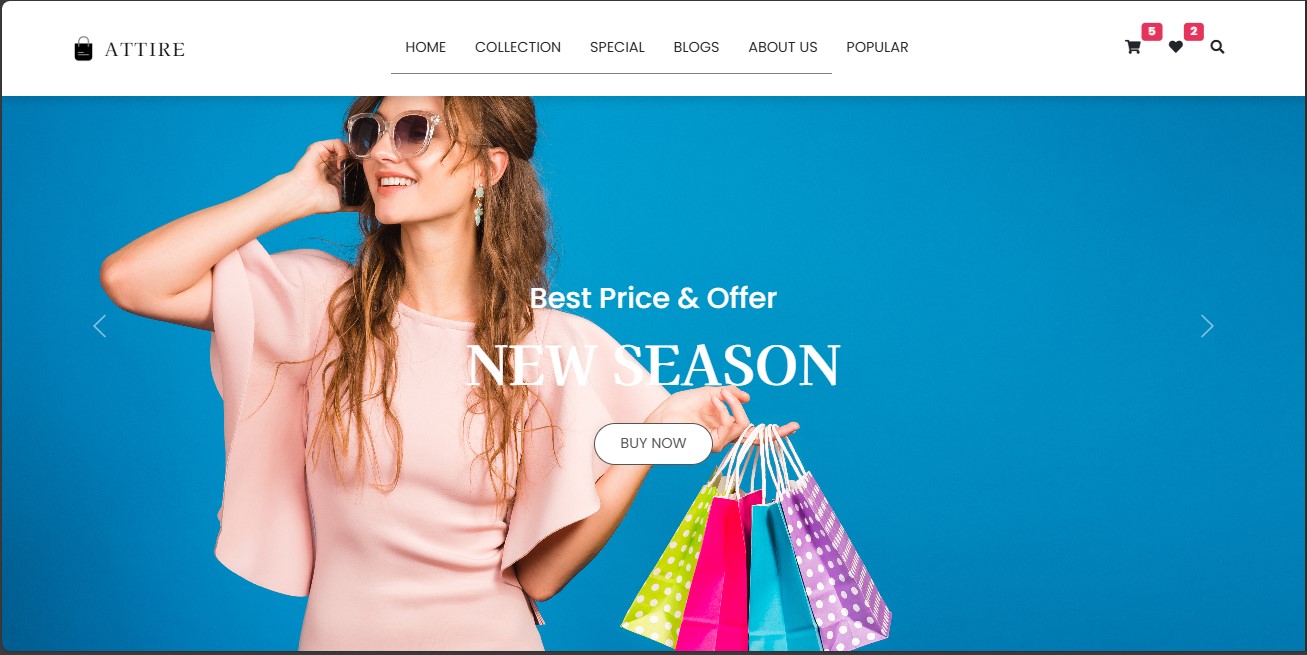 ATTIRE
HOME COLLECTION SPECIAL BLOGS ABOUT US POPULAR
5 2
Best Price & Offer
NEW SEASON
BUY NOW